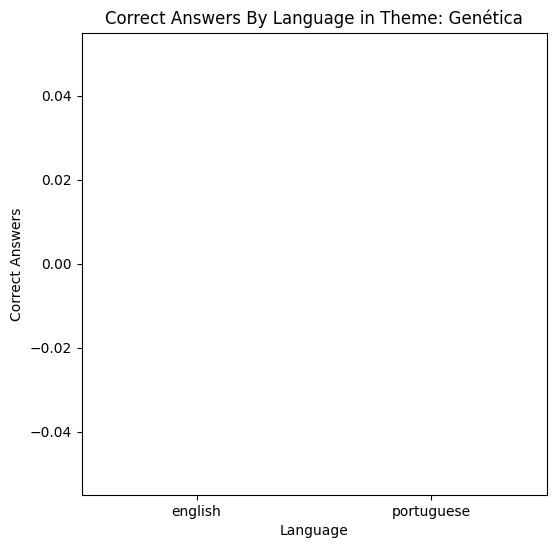 Correct Answers By Language in Theme: Genética
0.04
0.02
0.00
−0.02
−0.04
Correct Answers
english
portuguese
Language